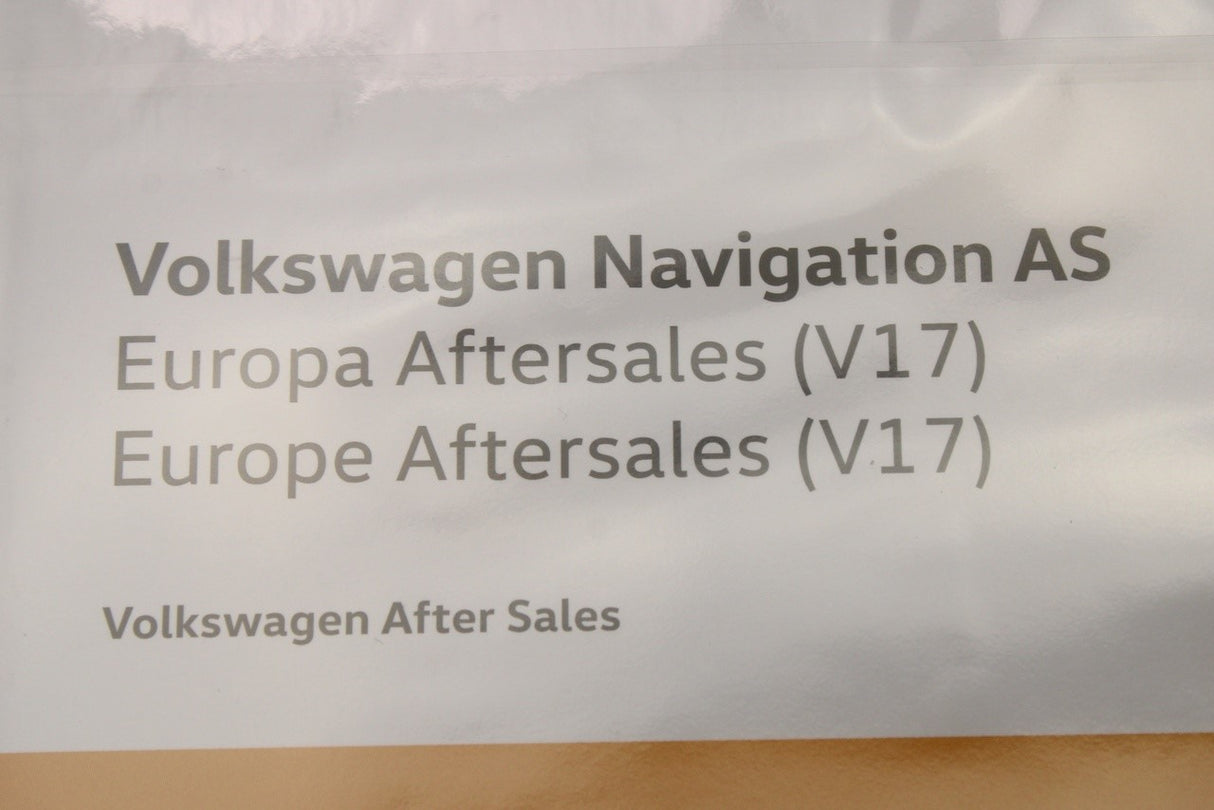 Volkswagen Navigation AS
Europa Aftersales (V17)
Europe Aftersales (V17)
Volkswagen After Sales